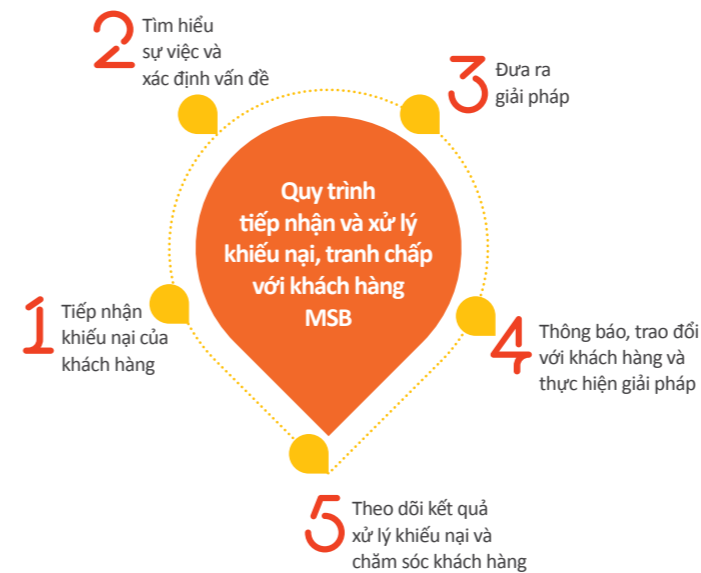 Quy trình
tiếp nhận và xử lý
khiếu nại, tranh chấp
với khách hàng
MSB
1
Tiếp nhận
khiếu nại của
khách hàng
2
Tìm hiểu
sự việc và
xác định vấn đề
3
Đưa ra
giải pháp
4
Thông báo, trao đổi
với khách hàng và
thực hiện giải pháp
5
Theo dõi kết quả
xử lý khiếu nại và
chăm sóc khách hàng